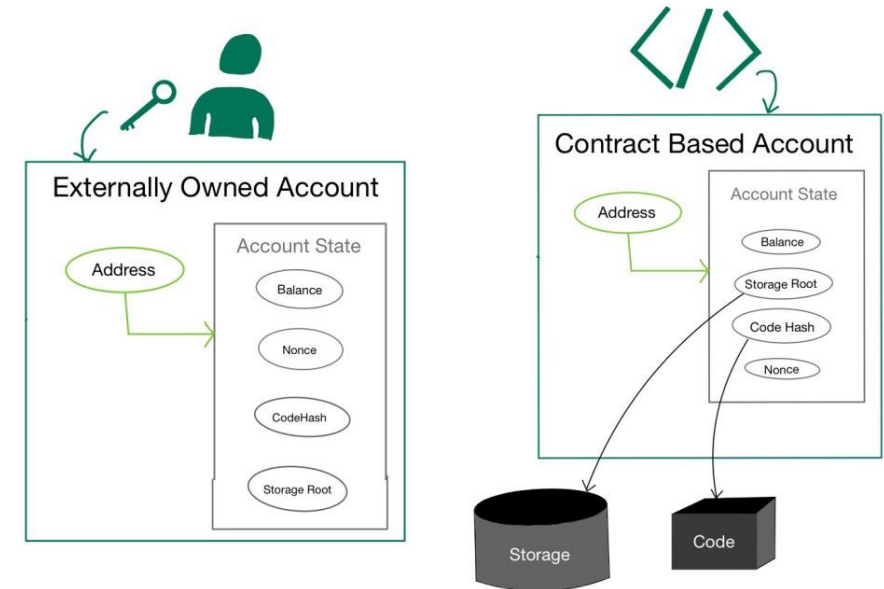 Externally Owned Account
Address
Account State
Balance
Nonce
CodeHash
Storage Root
Contract Based Account
Address
Account State
Balance
Storage Root
Code Hash
Nonce
Storage
Code